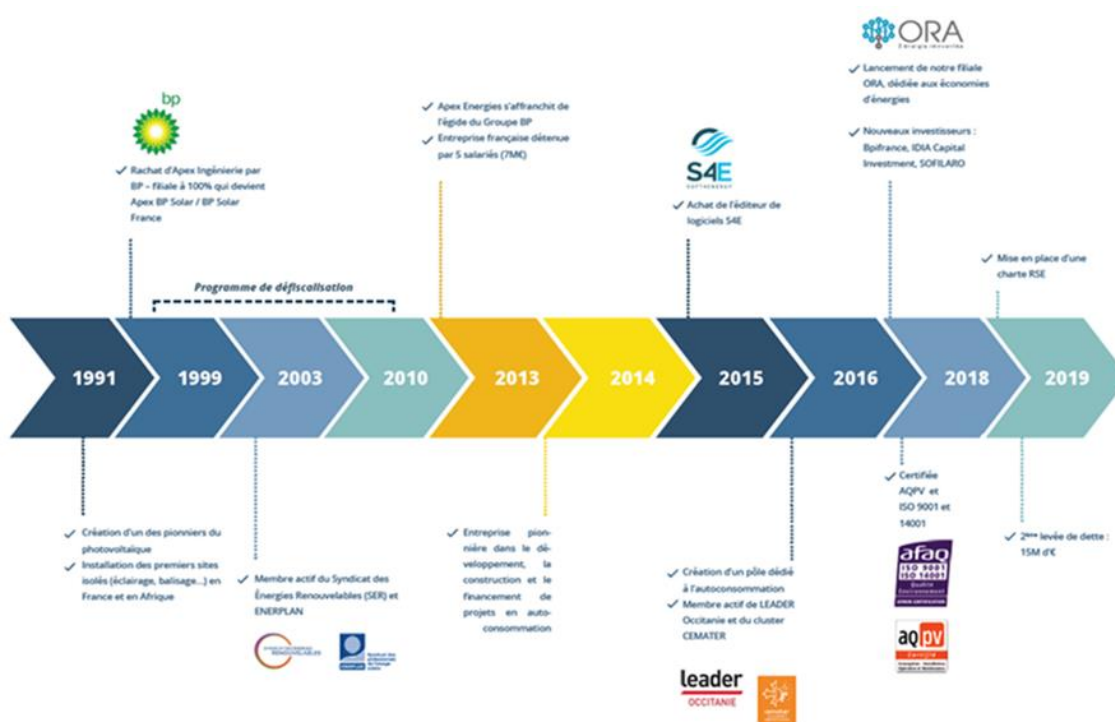 bp
Rachat d'Apex Ingénierie par
BP – filiale à 100% qui devient
Apex BP Solar / BP Solar
France
Programme de défiscalisation
Apex Energies s'affranchit de
l'égide du Groupe BP
Entreprise française détenue
par 5 salariés (7M€)
S4E
Achat de l'éditeur de
logiciels S4E
ORA
Lancement de notre filiale
ORA, dédiée aux économies
d'énergies
Nouveaux investisseurs :
Bpifrance, IDIA Capital
Investment, SOFILARO
Mise en place d'une
charte RSE
1991
1999
2003
2010
2013
2014
2015
2016
2018
2019
Création d'un des pionniers du
photovoltaïque
Installation des premiers sites
isolés (éclairage, balisage...) en
France et en Afrique
Membre actif du Syndicat des
Énergies Renouvelables (SER) et
ENERPLAN
RENOUVELABLES
Entreprise pion-
nière dans le dé-
veloppement, la
construction et le
financement de
projets en auto-
consommation
Création d'un pôle dédié
à l'autoconsommation
Membre actif de LEADER
Occitanie et du cluster
CEMATER
leader
OCCITANIE
cemater
Certifiée
AQPV et
ISO 9001 et
14001
afaq
ISO 9001
ISO 14001
Qualité
Environnement
AFNOR CERTIFICATION
aqpv
2ème levée de dette :
15M d'€